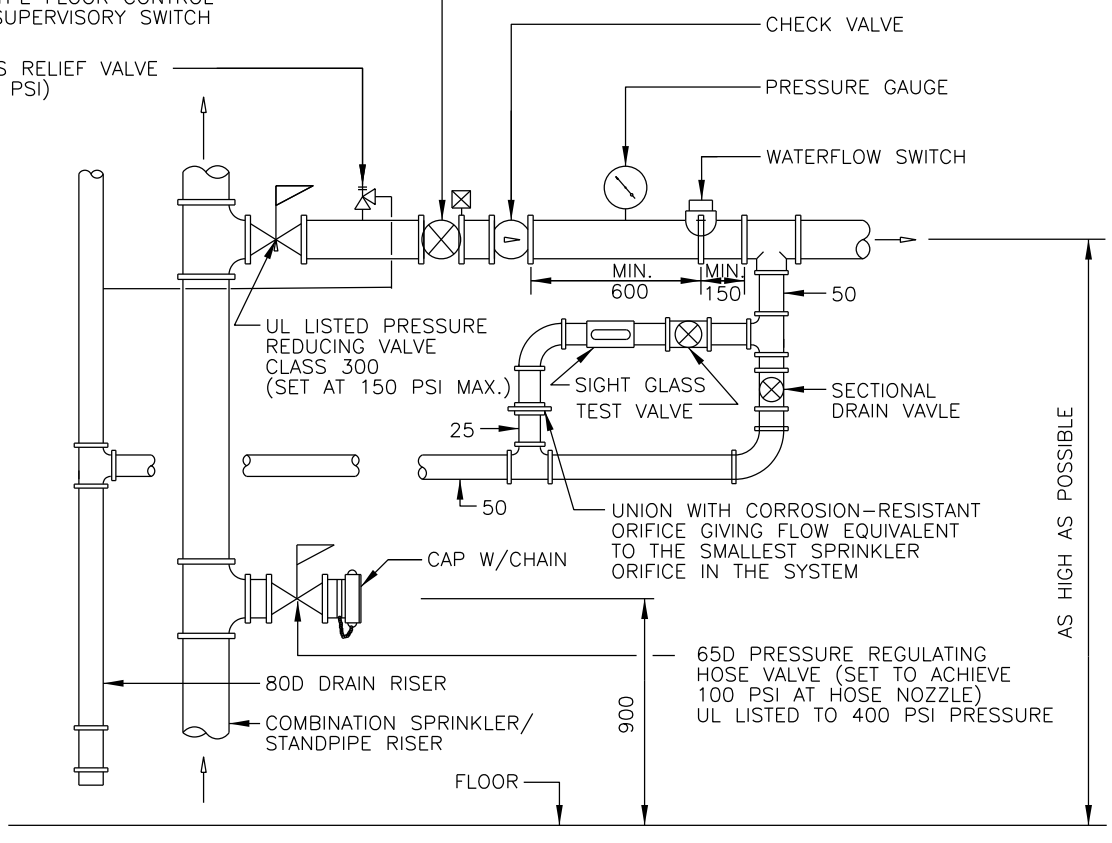 SUPERVISORY SWITCH
RELIEF VALVE
PSI)
CHECK VALVE
PRESSURE GAUGE
WATERFLOW SWITCH
MIN.
600
MIN.
150
50
UL LISTED PRESSURE
REDUCING VALVE
CLASS 300
(SET AT 150 PSI MAX.)
SIGHT GLASS
TEST VALVE
SECTIONAL
DRAIN VAVLE
25
50
UNION WITH CORROSION-RESISTANT
ORIFICE GIVING FLOW EQUIVALENT
TO THE SMALLEST SPRINKLER
ORIFICE IN THE SYSTEM
CAP W/CHAIN
AS HIGH AS POSSIBLE
65D PRESSURE REGULATING
HOSE VALVE (SET TO ACHIEVE
100 PSI AT HOSE NOZZLE)
UL LISTED TO 400 PSI PRESSURE
80D DRAIN RISER
COMBINATION SPRINKLER/
STANDPIPE RISER
900
FLOOR